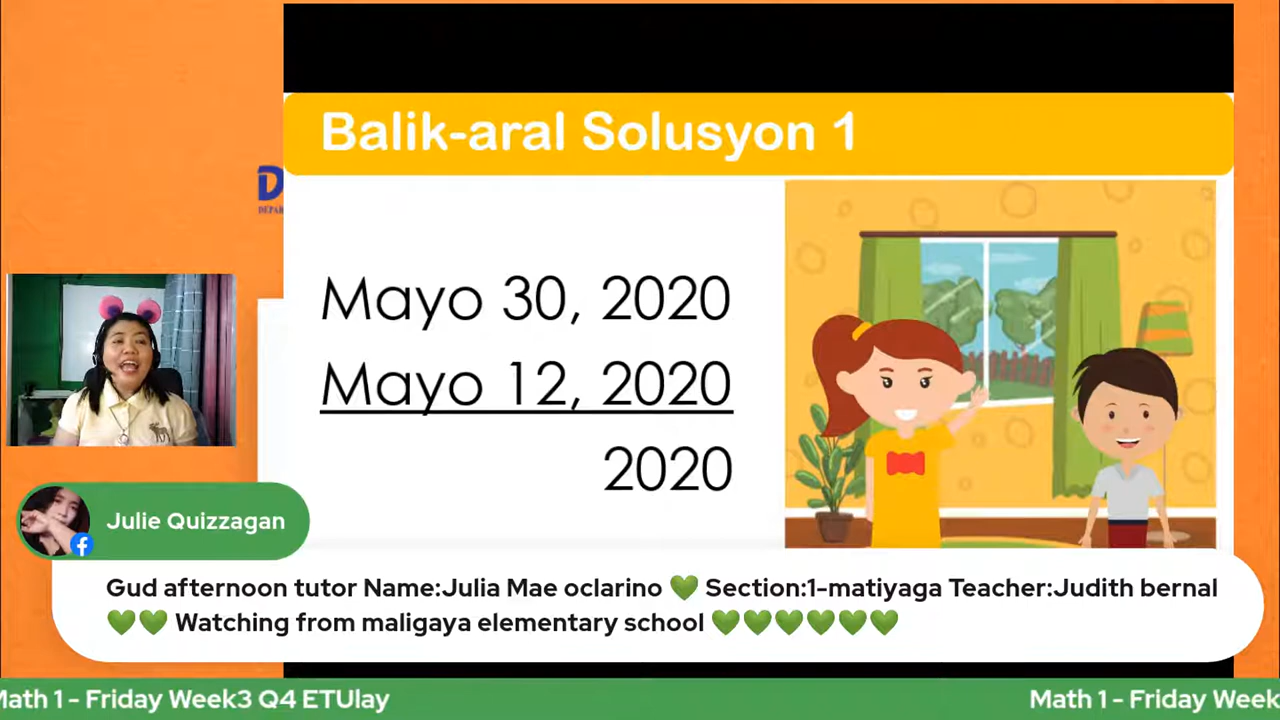 Balik-aral Solusyon 1
D
DEPAR
Mayo 30, 2020
Mayo 12, 2020
2020
Julie Quizzagan
Gud afternoon tutor Name:Julia Mae oclarino 💚 Section:1-matiyaga Teacher:Judith bernal
💚💚 Watching from maligaya elementary school 💚💚💚💚💚💚
Math 1 - Friday Week3 Q4 ETUlay
Math 1 - Friday Week